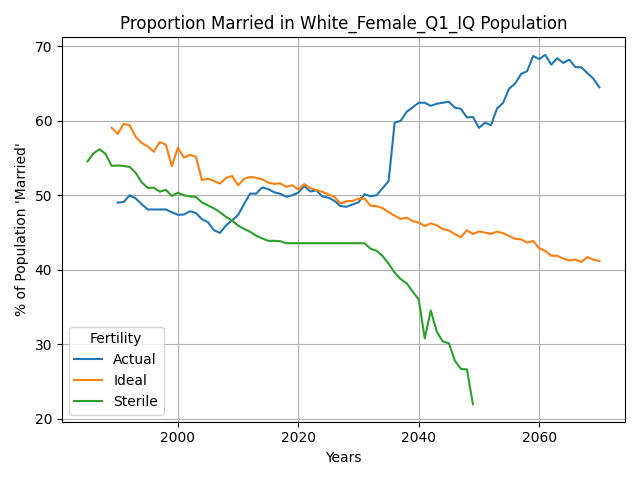 Proportion Married in White_Female_Q1_IQ Population
% of Population 'Married'
70
60
50
40
30
20
Fertility
Actual
Ideal
Sterile
2000 2020 2040 2060
Years